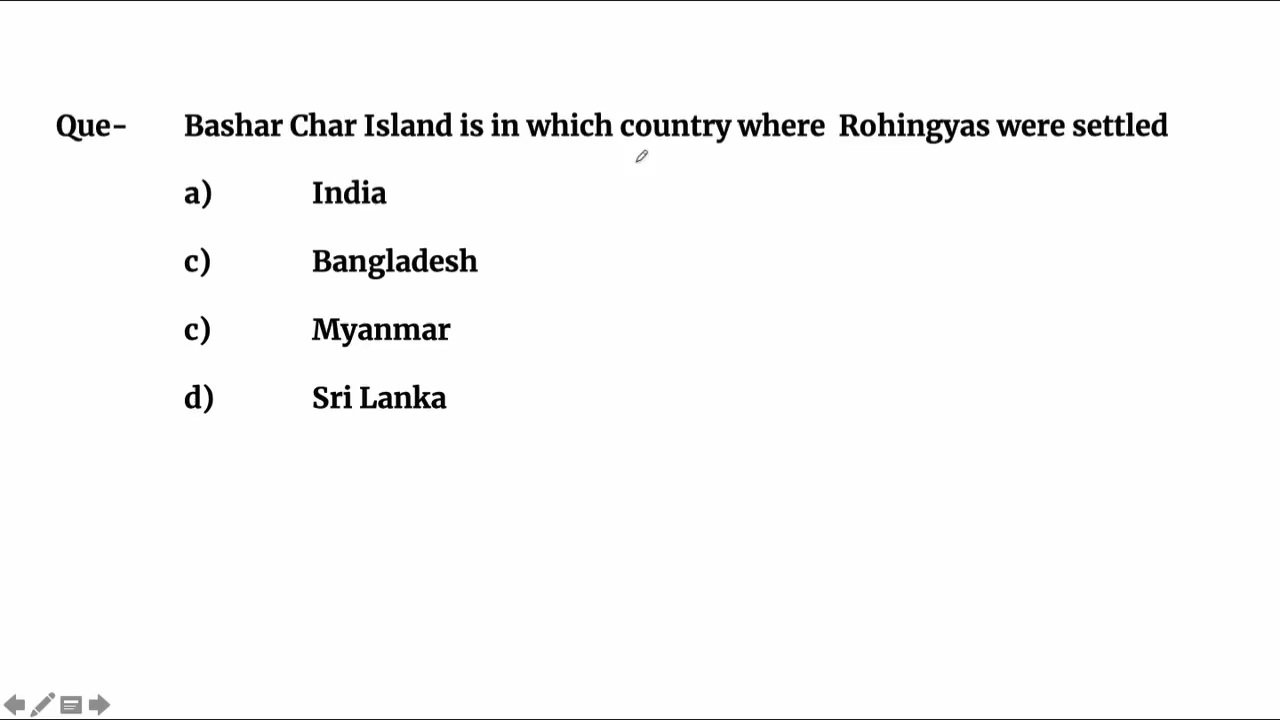 Que- Bashar Char Island is in which country where Rohingyas were settled
a) India
c) Bangladesh
c) Myanmar
d) Sri Lanka